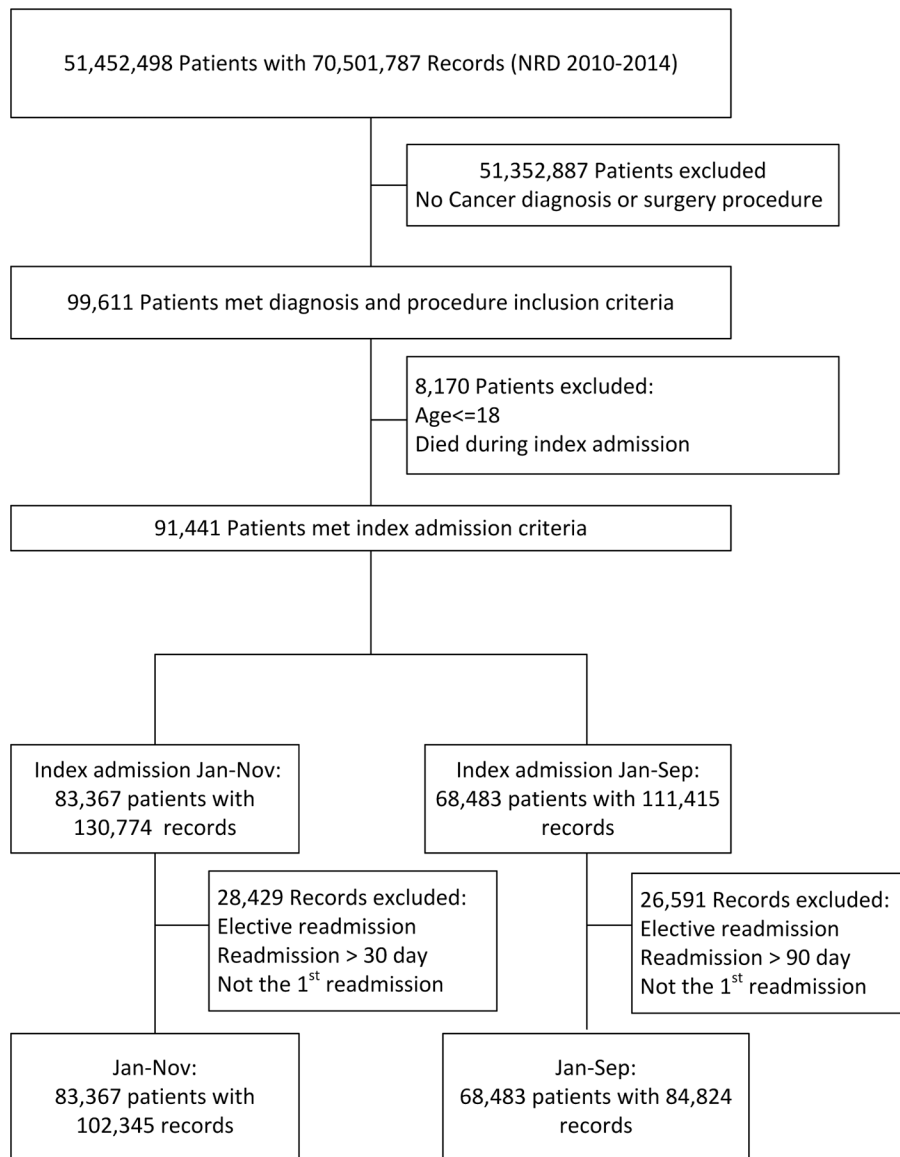 51,452,498 Patients with 70,501,787 Records (NRD 2010-2014)
51,352,887 Patients excluded
No Cancer diagnosis or surgery procedure
99,611 Patients met diagnosis and procedure inclusion criteria
8,170 Patients excluded:
Age<=18
Died during index admission
91,441 Patients met index admission criteria
Index admission Jan-Nov:
83,367 patients with
130,774 records)
Index admission Jan-Sep:
68,483 patients with 111,415
records)
28,429 Records excluded:
Elective readmission
Readmission > 30 day
Not the 1st readmission
26,591 Records excluded:
Elective readmission
Readmission > 90 day
Not the 1st readmission
Jan-Nov:
83,367 patients with
102,345 records)
Jan-Sep:
68,483 patients with 84,824
records)